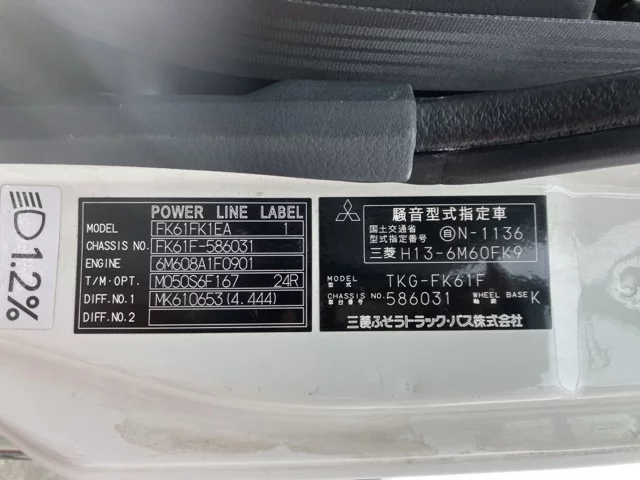 12%
POWER LINE LABEL
MODEL FK61FK1EA 1
CHASSIS NO. FK61F-586031
ENGINE 6M608A1F0901
T/M·OPT. M050S6F167 24R
DIFF.NO.1 MK610653(4.444)
DIFF.NO.2
騒音型式指定車
国土交通省 自N-1136
型式指定番号
三菱 H13-6M60FK9
MODEL 型式 TKG-FK61F
CHASSIS NO 車台番号 586031 WHEEL BASE 軸距 K
三菱ふそうトラック・バス株式会社